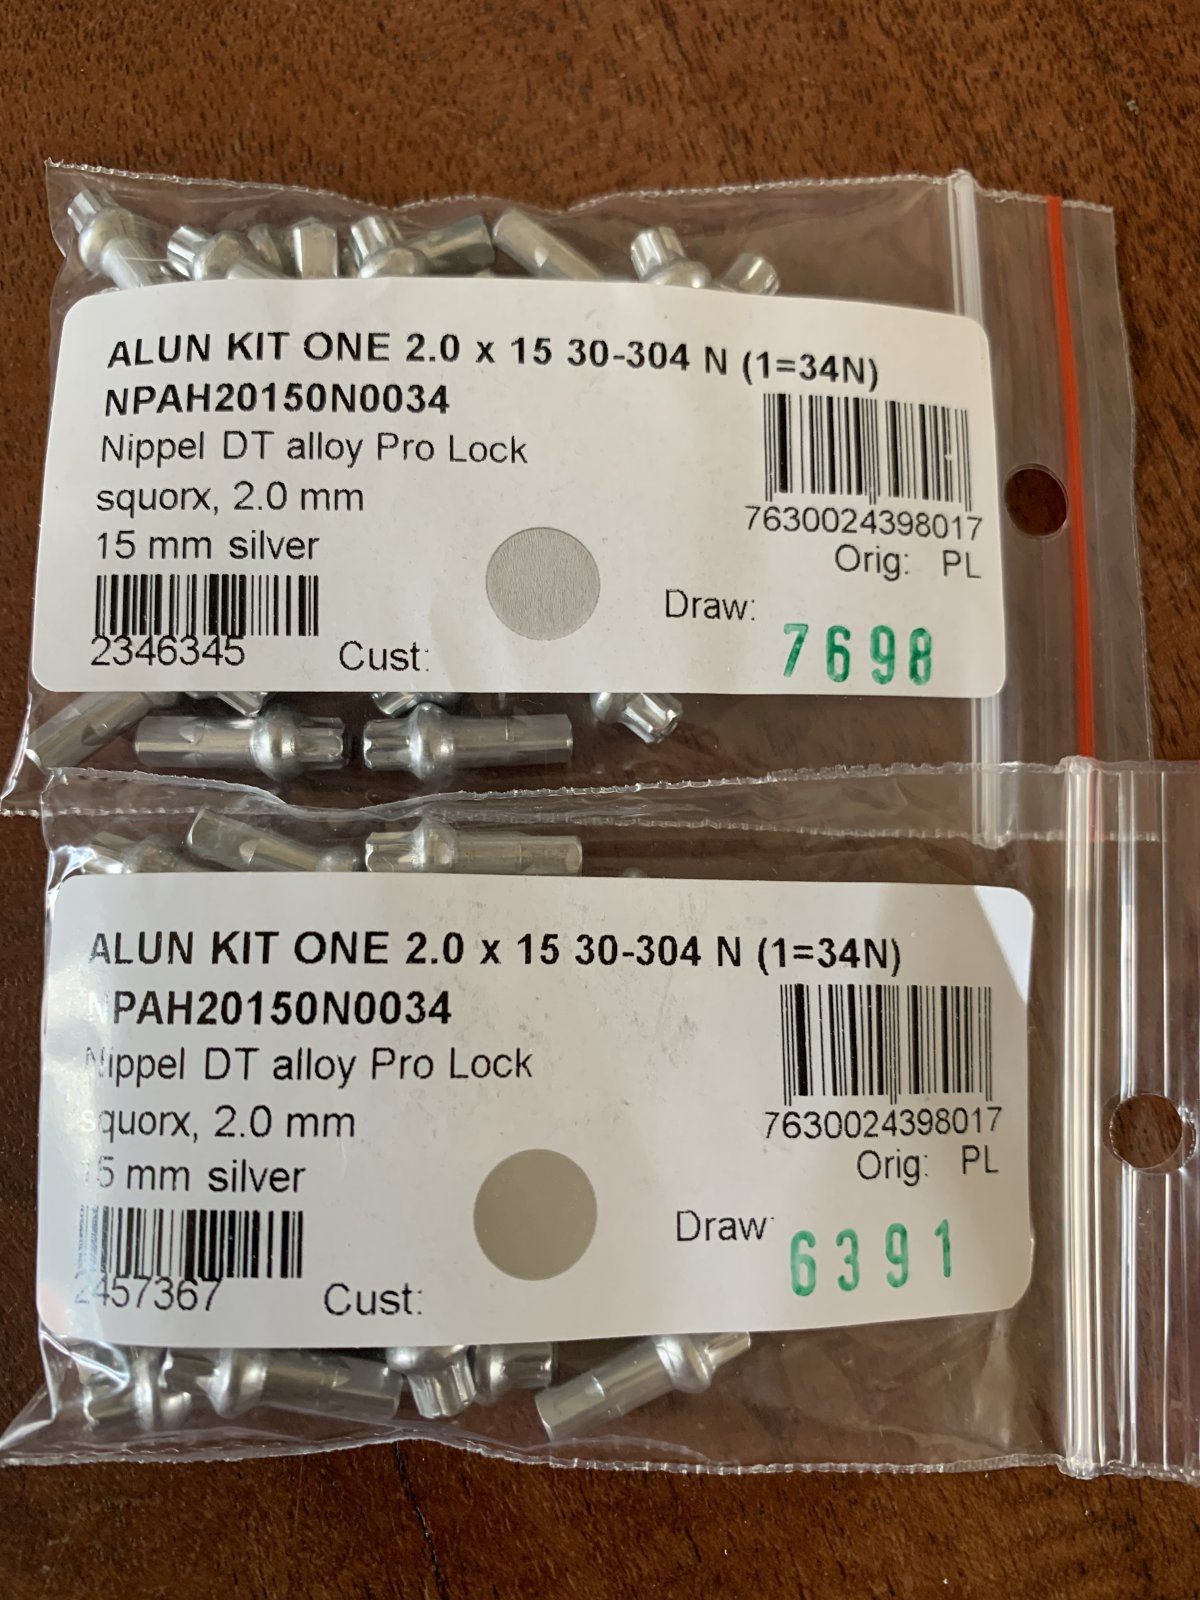 ALUN KIT ONE 2.0 x 15 30-304 N (1=34N)
NPAH20150N0034
Nippel DT alloy Pro Lock
squorx, 2.0 mm
15 mm silver
2346345
Cust:
7630024398017
Orig: PL
Draw:
7698
ALUN KIT ONE 2.0 x 15 30-304 N (1=34N)
NPAH20150N0034
Nippel DT alloy Pro Lock
squorx, 2.0 mm
15 mm silver
2457367
Cust:
7630024398017
Orig: PL
Draw:
6391